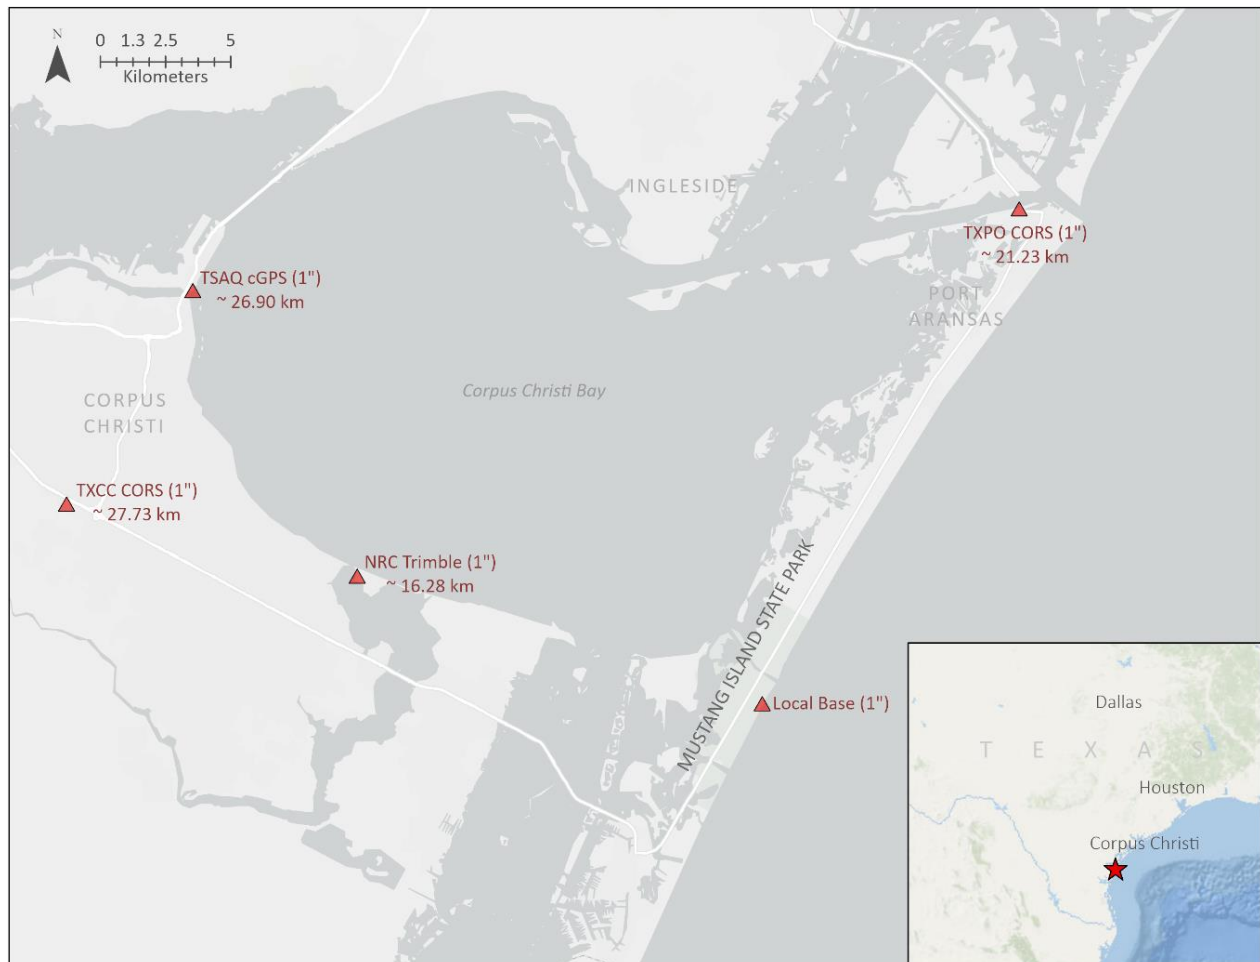 N
0 1.3 2.5 5
Kilometers
INGLESIDE
TXPO CORS (1")
~ 21.23 km
TSAQ cGPS (1")
~ 26.90 km
PORT
ARANSAS
Corpus Christi Bay
CORPUS
CHRISTI
TXCC CORS (1")
~ 27.73 km
NRC Trimble (1")
~ 16.28 km
MUSTANG ISLAND STATE PARK
Local Base (1")
Dallas
TEXAS
Houston
Corpus Christi